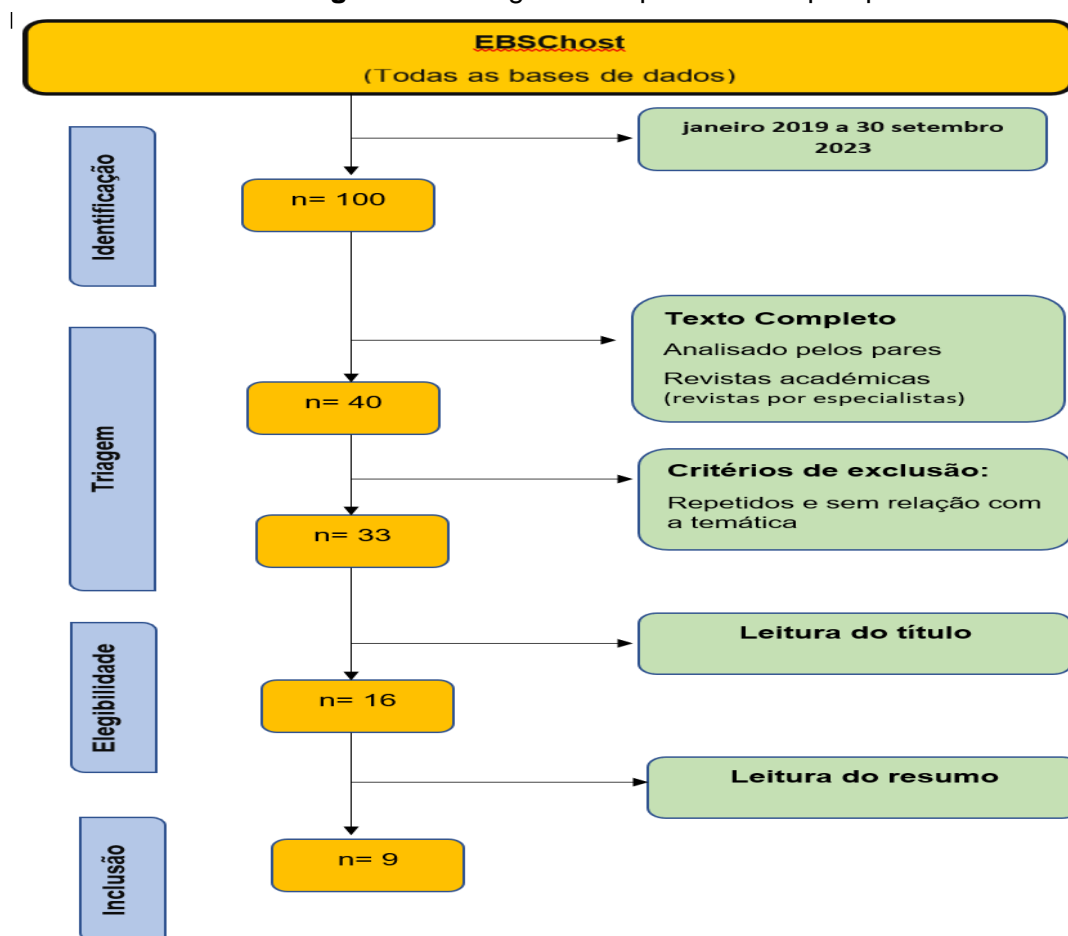 EBSChost
(Todas as bases de dados)
janeiro 2019 a 30 setembro
2023
Identificação
n= 100
Texto Completo
Analisado pelos pares
Revistas académicas
(revistas por especialistas)
Triagem
n= 40
Critérios de exclusão:
Repetidos e sem relação com
a temática
n= 33
Leitura do título
Elegibilidade
n= 16
Leitura do resumo
n= 9
Inclusão